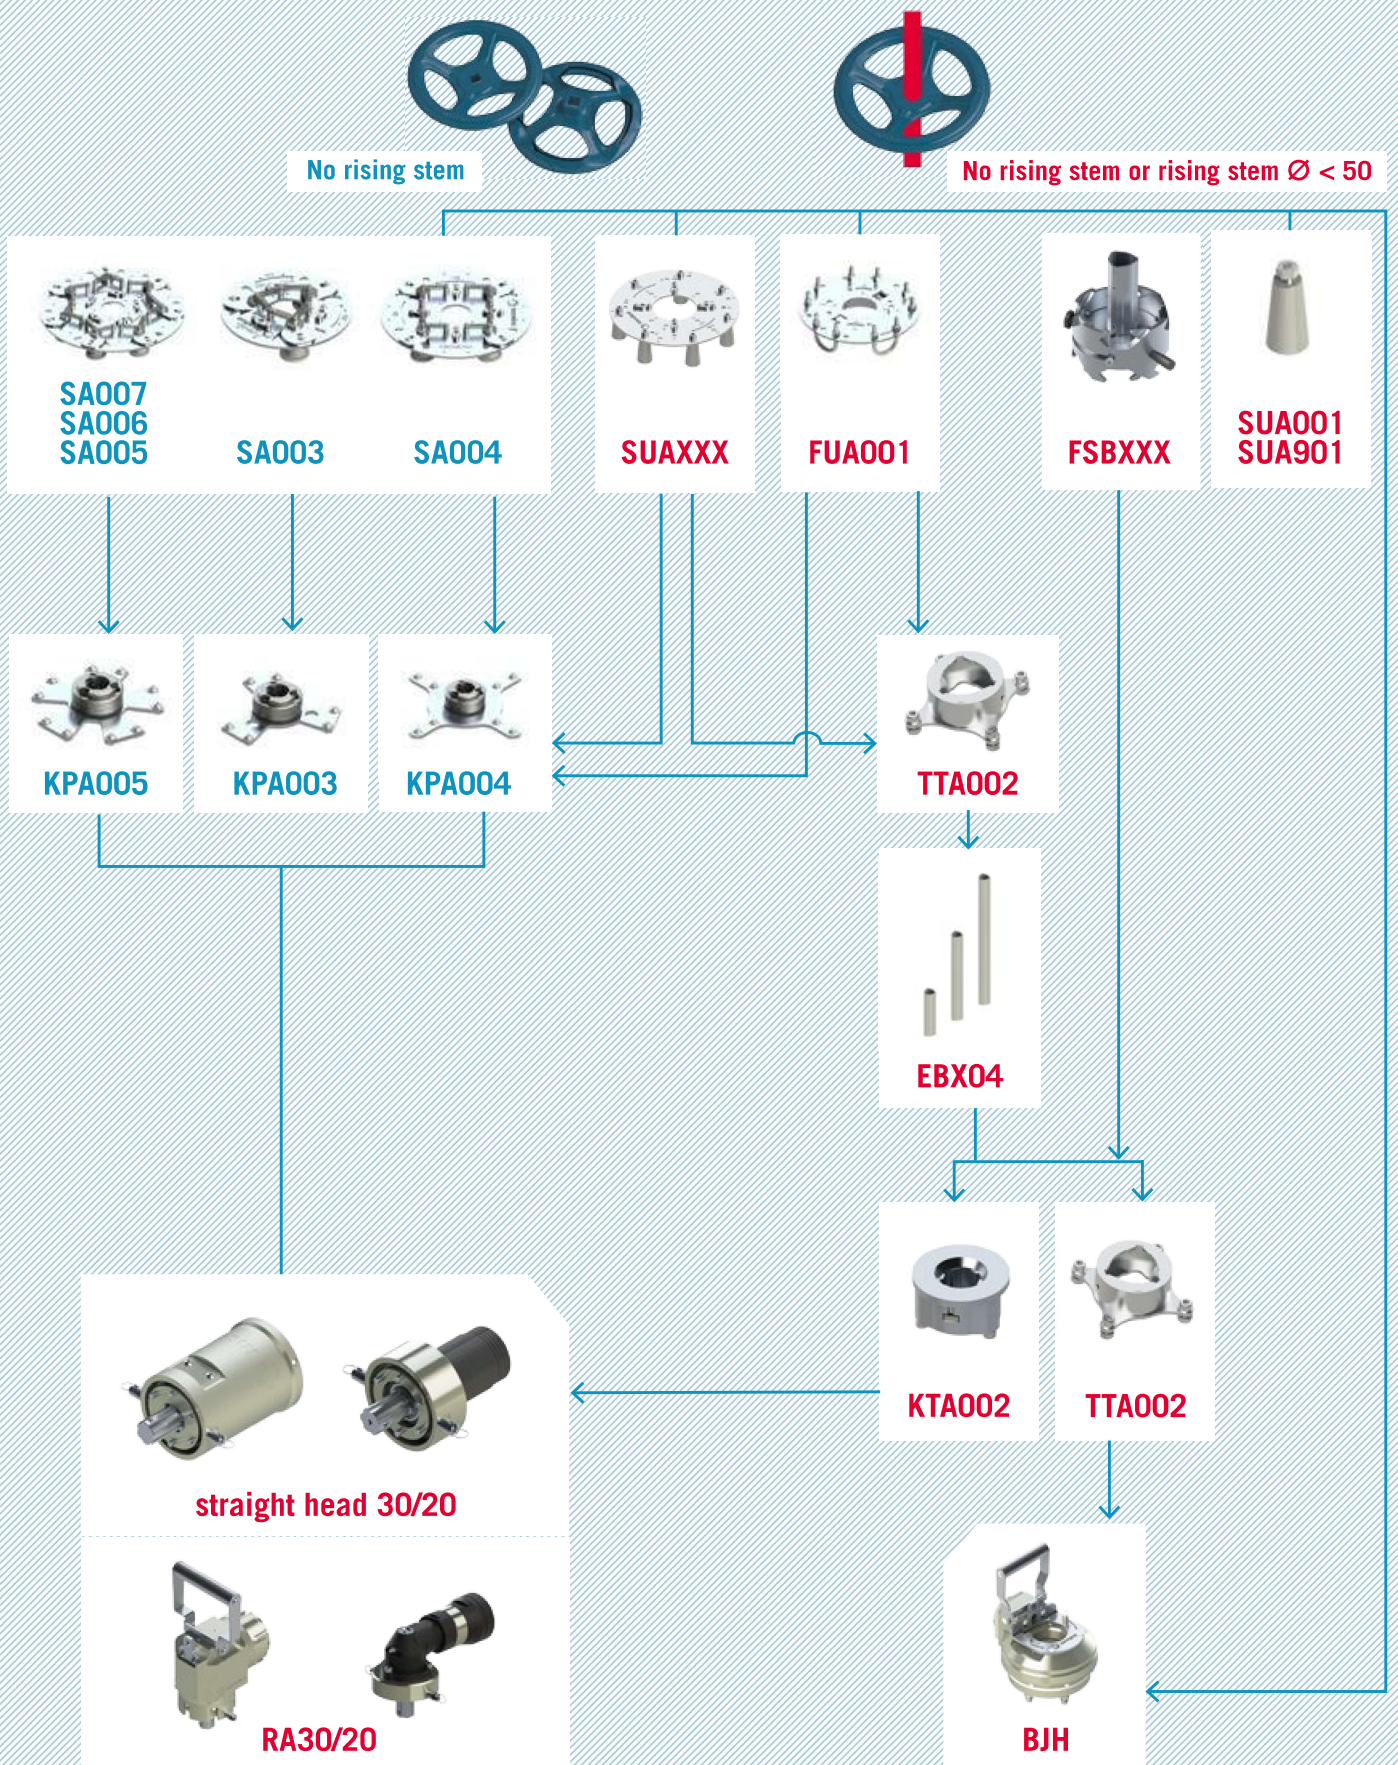 No rising stem
No rising stem or rising stem Ø < 50
SA007
SA006
SA005
SA003
SA004
SUAXXX
FUA001
FSBXXX
SUA001
SUA901
KPA005
KPA003
KPA004
TTA002
EBX04
KTA002
TTA002
straight head 30/20
RA30/20
BJH